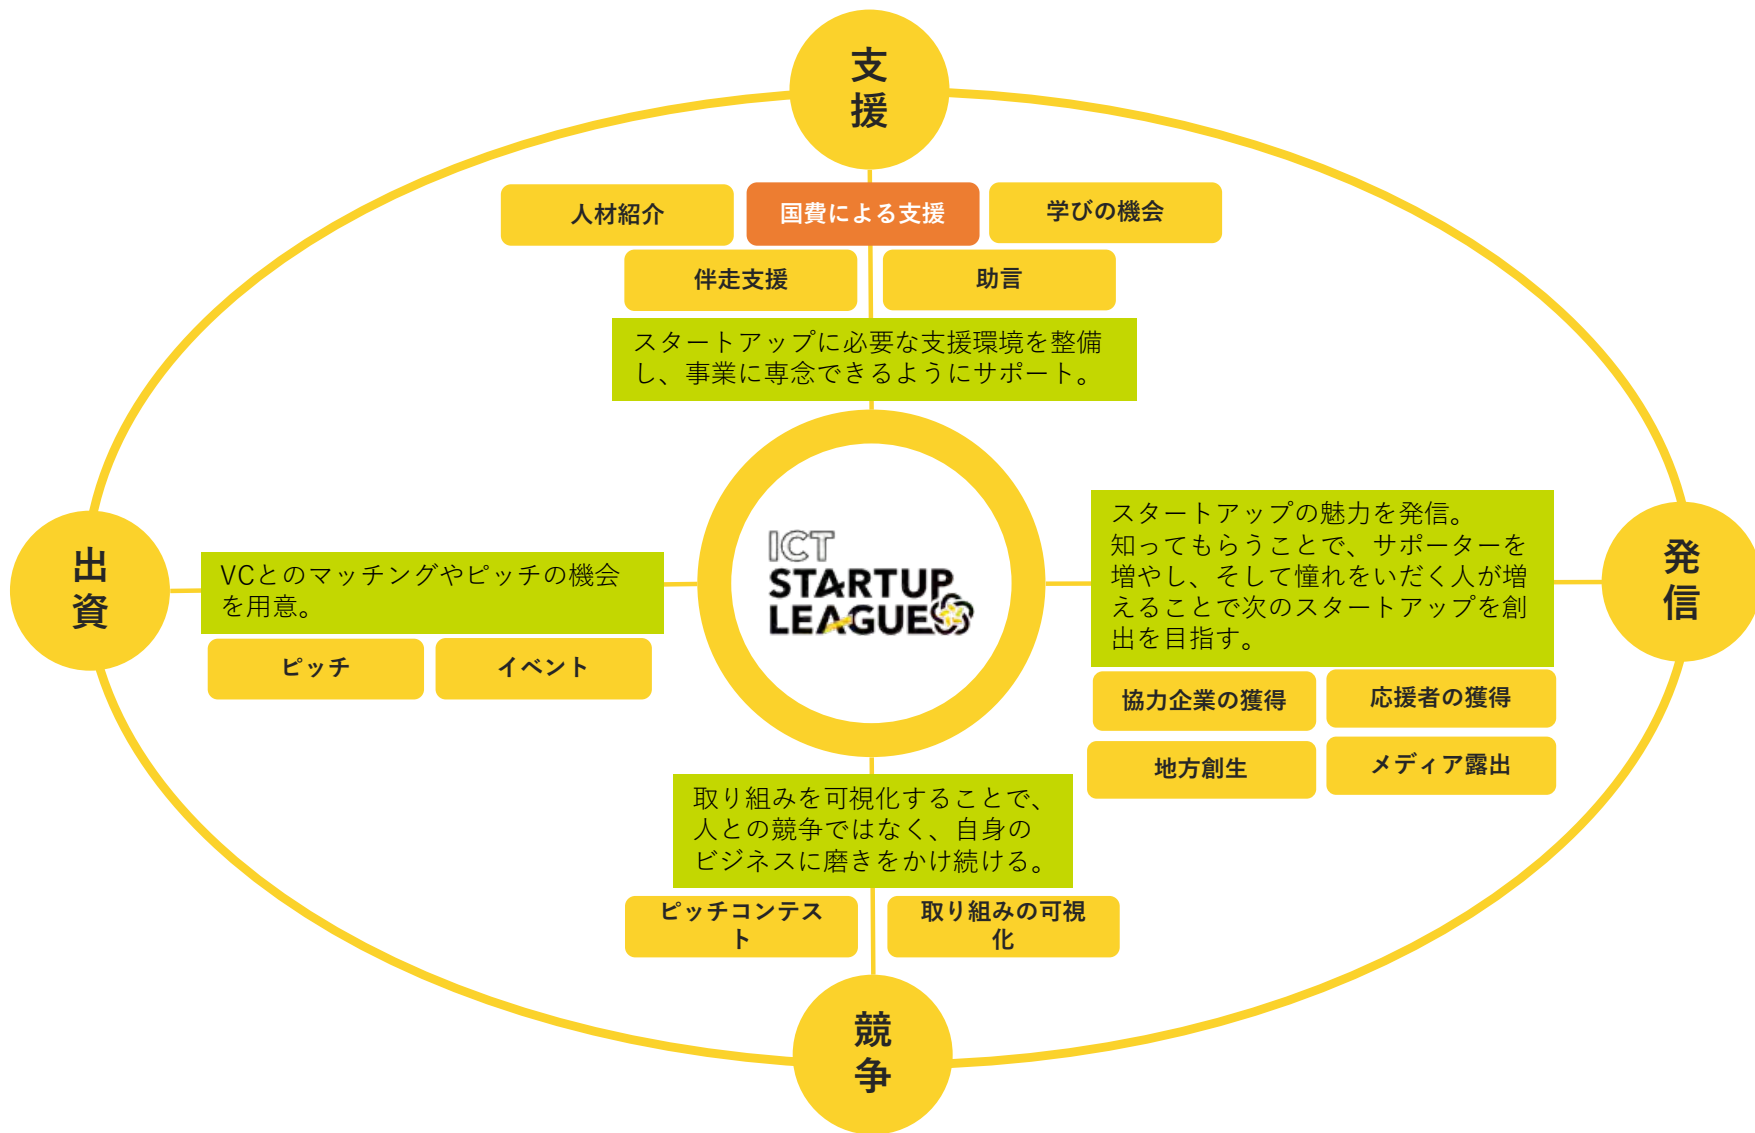 支
援
人材紹介
国費による支援
学びの機会
伴走支援
助言
スタートアップに必要な支援環境を整備
し、事業に専念できるようにサポート。
出
資
VCとのマッチングやピッチの機会
を用意。
ピッチ
イベント
ICT
STARTUP
LEAGUE
スタートアップの魅力を発信。
知ってもらうことで、サポーターを
増やし、そして憧れをいだく人が増
えることで次のスタートアップを創
出を目指す。
発
信
協力企業の獲得
応援者の獲得
地方創生
メディア露出
取り組みを可視化することで、
人との競争ではなく、自身の
ビジネスに磨きをかけ続ける。
ピッチコンテス
ト
取り組みの可視
化
競
争